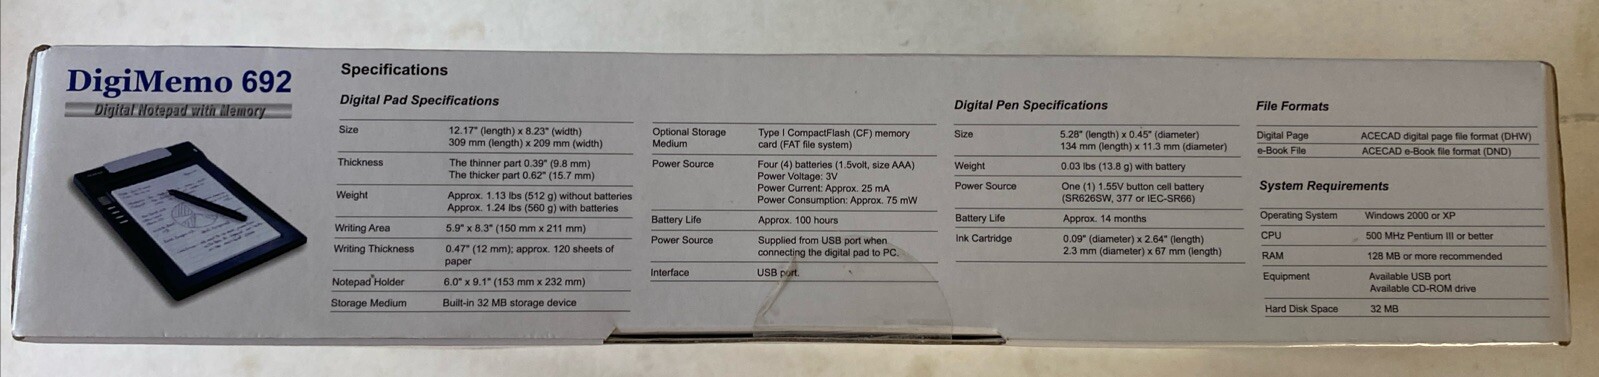 DigiMemo 692
Digital Notepad with Memory
Specifications
Digital Pad Specifications
Size 12.17" (length) x 8.23" (width)
309 mm (length) x 209 mm (width)
Thickness The thinner part 0.39" (9.8 mm)
The thicker part 0.62" (15.7 mm)
Weight Approx. 1.13 lbs (512 g) without batteries
Approx. 1.24 lbs (560 g) with batteries
Writing Area 5.9" x 8.3" (150 mm x 211 mm)
Writing Thickness 0.47" (12 mm); approx. 120 sheets of
paper
Notepad Holder 6.0" x 9.1" (153 mm x 232 mm)
Storage Medium Built-in 32 MB storage device
Optional Storage Type I CompactFlash (CF) memory
Medium card (FAT file system)
Power Source Four (4) batteries (1.5volt, size AAA)
Power Voltage: 3V
Power Current: Approx. 25 mA
Power Consumption: Approx. 75 mW
Battery Life Approx. 100 hours
Power Source Supplied from USB port when
connecting the digital pad to PC.
Interface USB port.
Digital Pen Specifications
Size 5.28" (length) x 0.45" (diameter)
134 mm (length) x 11.3 mm (diameter)
Weight 0.03 lbs (13.8 g) with battery
Power Source One (1) 1.55V button cell battery
(SR626SW, 377 or IEC-SR66)
Battery Life Approx. 14 months
Ink Cartridge 0.09" (diameter) x 2.64" (length)
2.3 mm (diameter) x 67 mm (length)
File Formats
Digital Page ACECAD digital page file format (DHW)
e-Book File ACECAD e-Book file format (DND)
System Requirements
Operating System Windows 2000 or XP
CPU 500 MHz Pentium III or better
RAM 128 MB or more recommended
Equipment Available USB port
Available CD-ROM drive
Hard Disk Space 32 MB